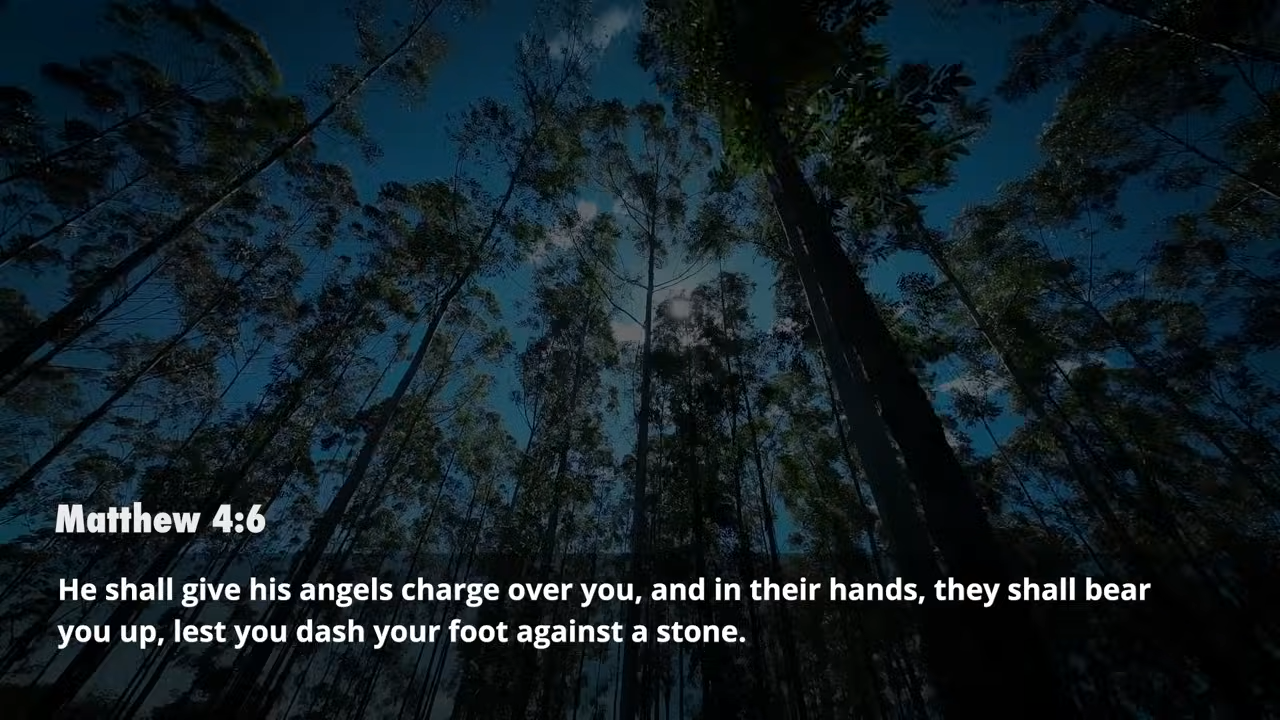 Matthew 4:6
He shall give his angels charge over you, and in their hands, they shall bear
you up, lest you dash your foot against a stone.